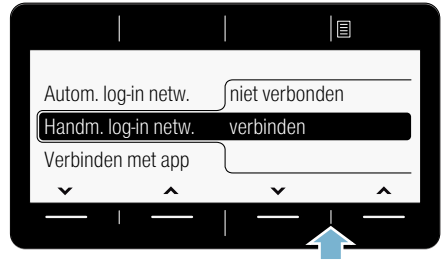 Autom. log-in netw. niet verbonden
Handm. log-in netw. verbinden
Verbinden met app